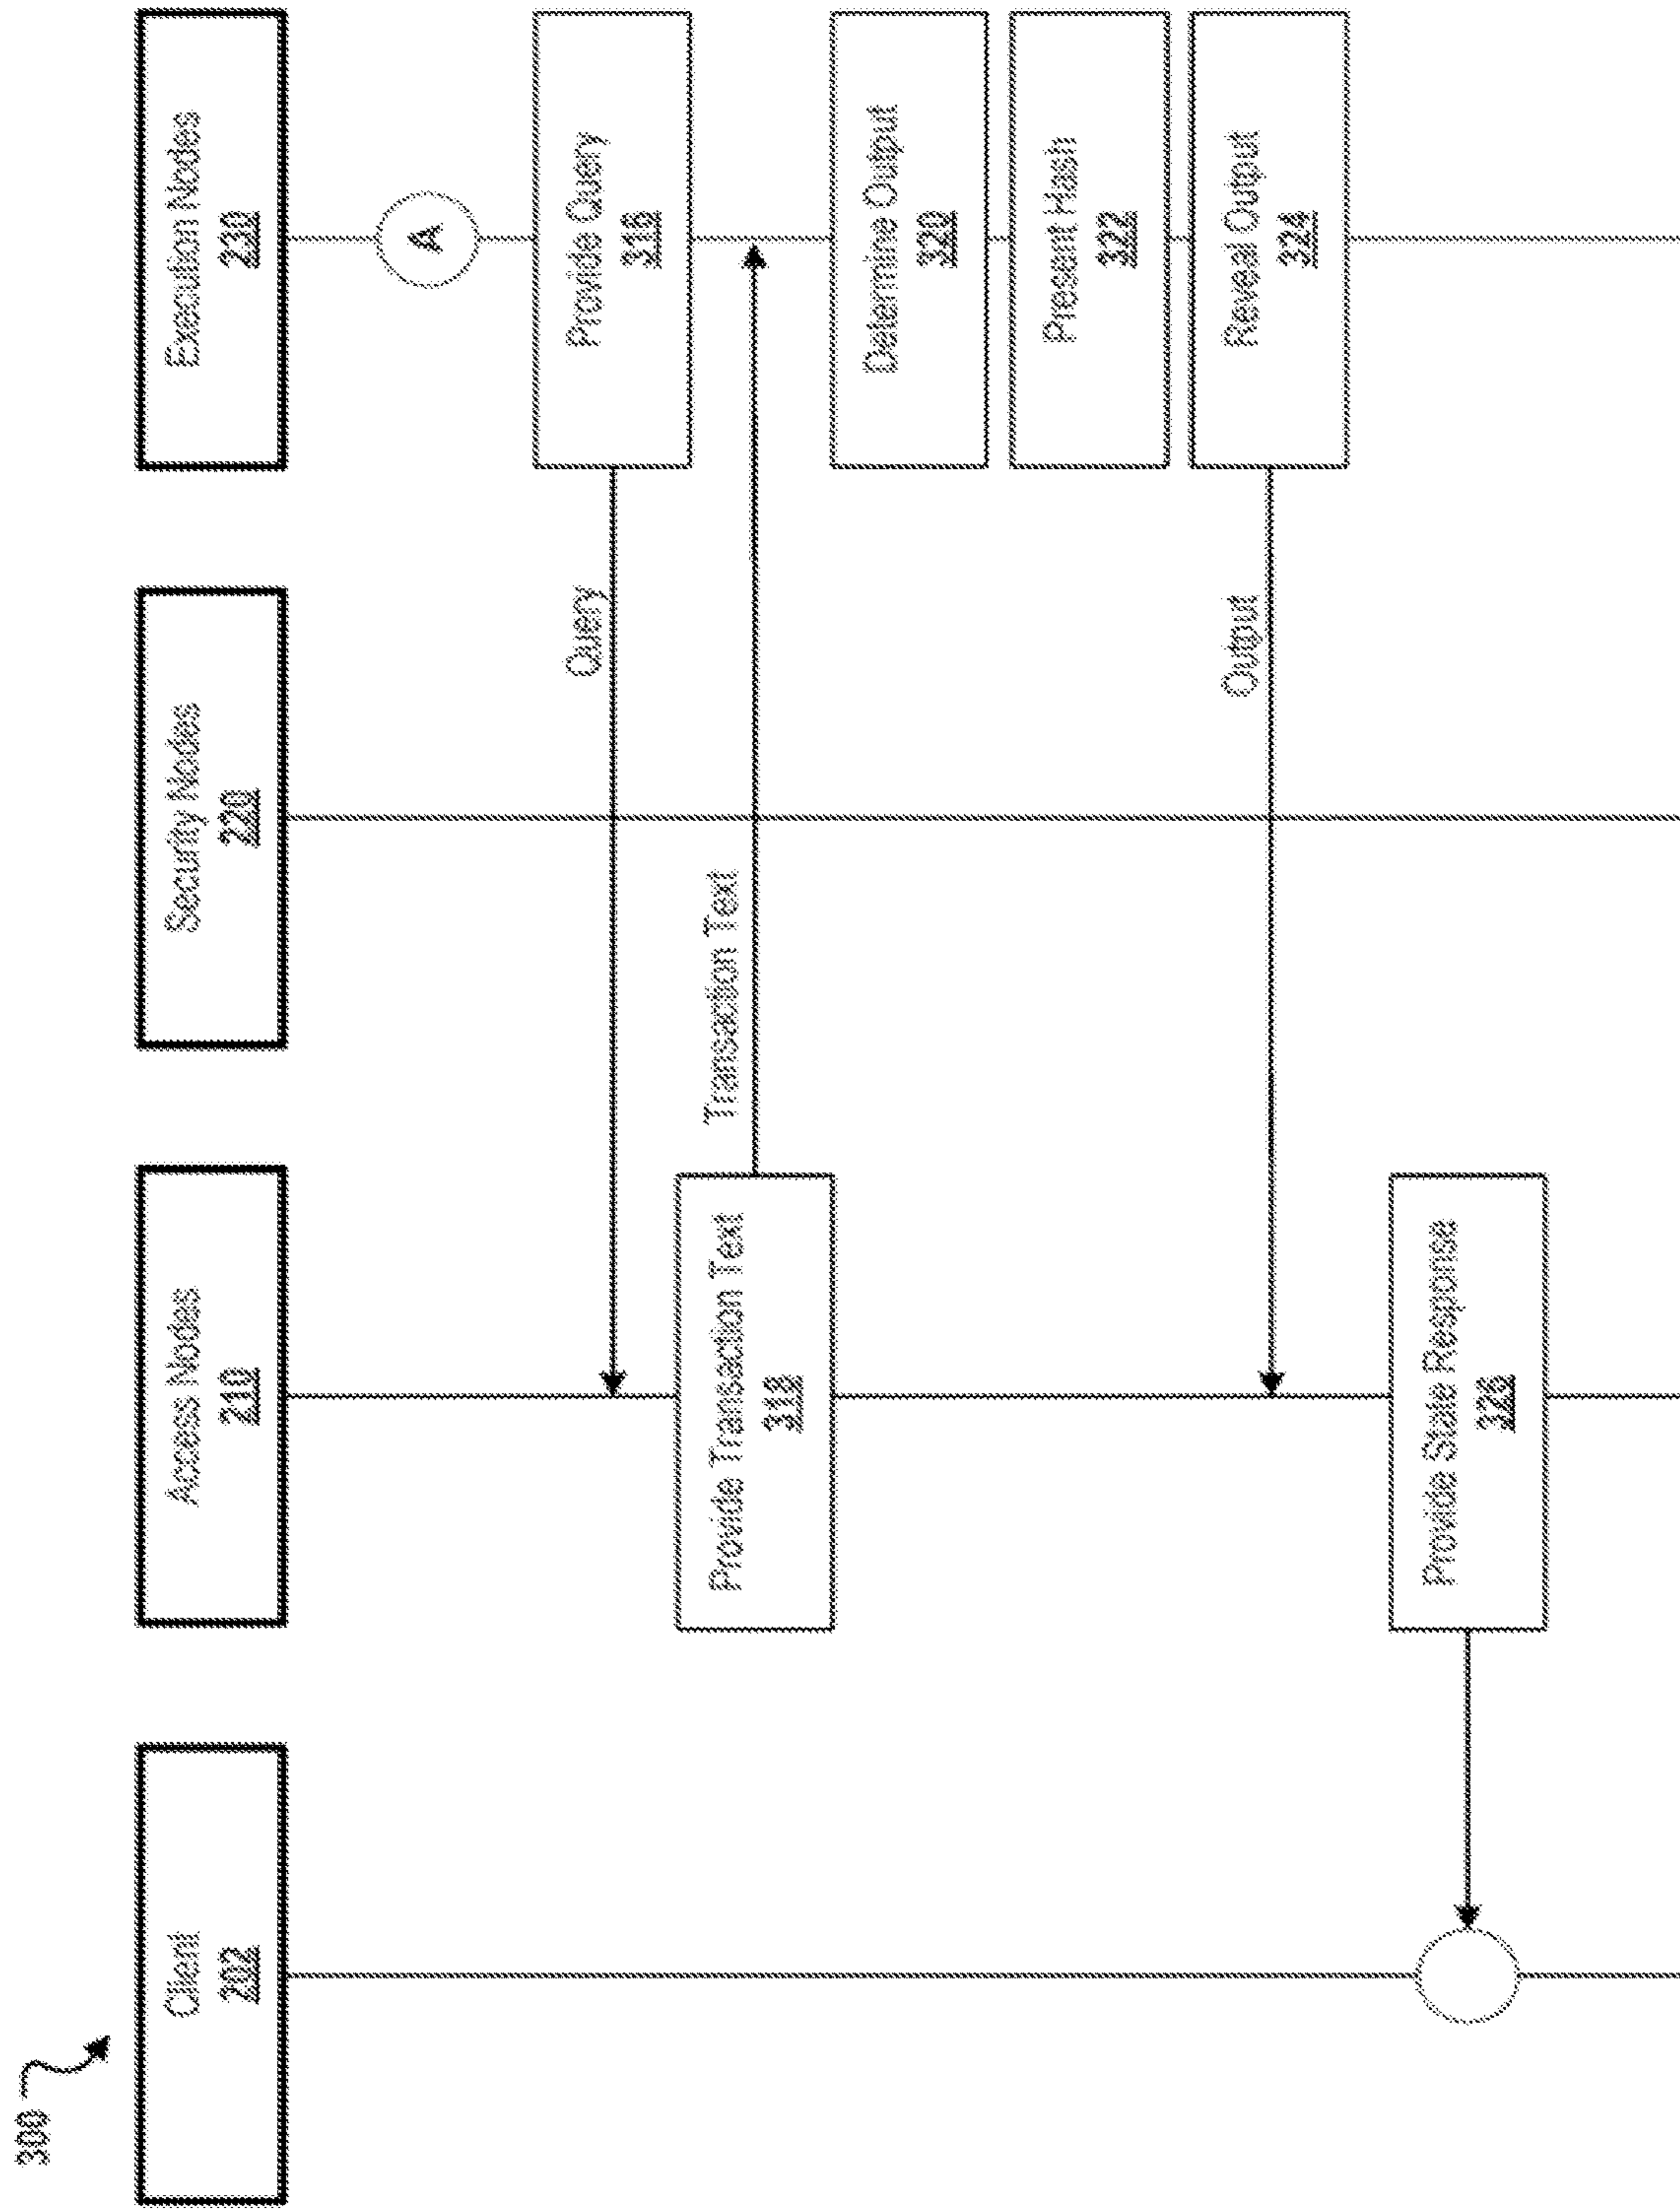 300
Client
202
Access Nodes
210
Security Nodes
220
Execution Nodes
230
A
Provide Query
316
Query
Provide Transaction Text
318
Transaction Text
Determine Output
320
Present Hash
322
Reveal Output
324
Output
Provide State Response
326